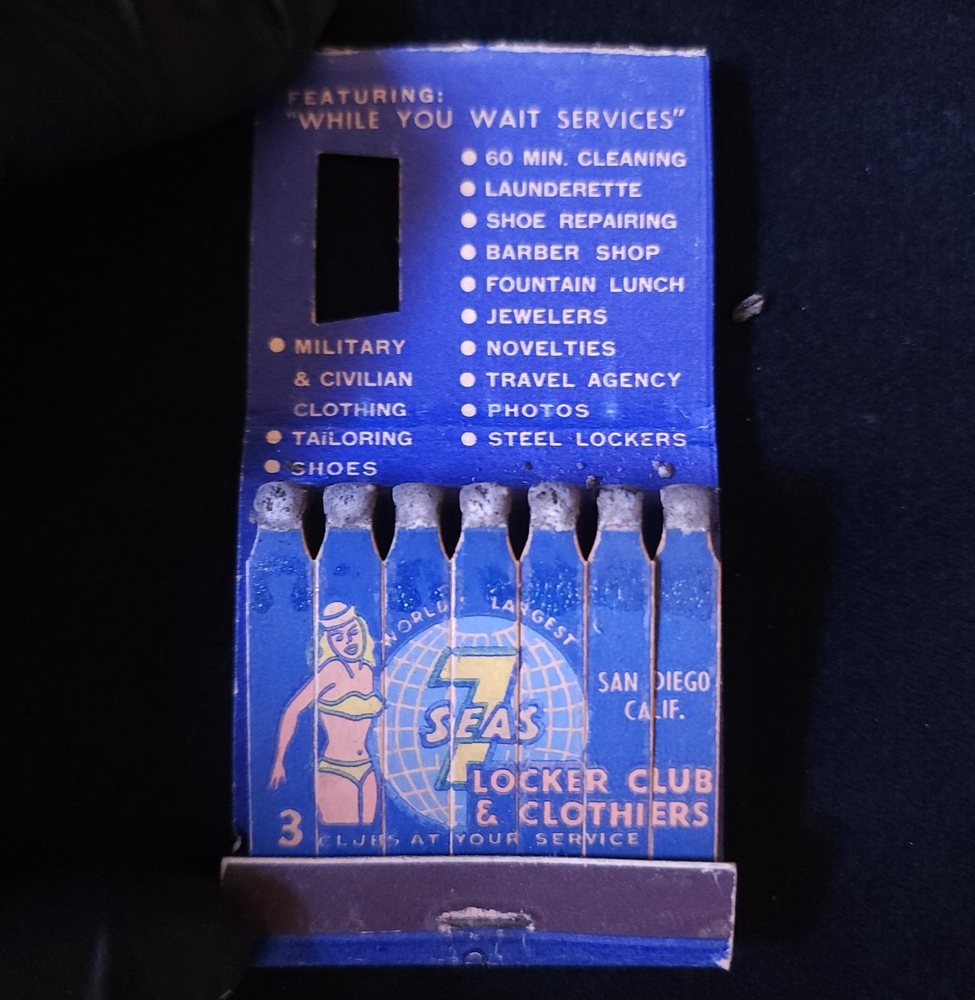 FEATURING:
"WHILE YOU WAIT SERVICES"
● 60 MIN. CLEANING
● LAUNDERETTE
● SHOE REPAIRING
● BARBER SHOP
● FOUNTAIN LUNCH
● JEWELERS
● NOVELTIES
● TRAVEL AGENCY
● PHOTOS
● STEEL LOCKERS
● MILITARY
& CIVILIAN
CLOTHING
● TAILORING
● SHOES
WORLD'S LARGEST
7
SEAS
SAN DIEGO
CALIF.
LOCKER CLUB
& CLOTHIERS
3 CLUBS AT YOUR SERVICE